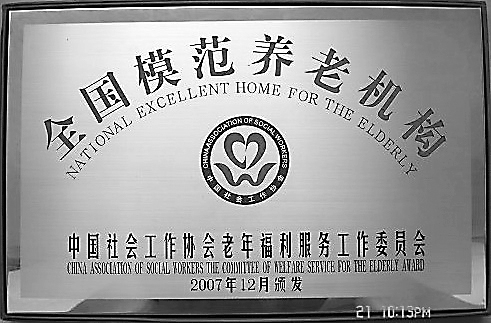 全国模范养老机构
NATIONAL EXCELLENT HOME FOR THE ELDERLY
CHINA ASSOCIATION OF SOCIAL WORKERS
中国社会工作协会
中国社会工作协会老年福利服务工作委员会
CHINA ASSOCIATION OF SOCIAL WORKERS THE COMMITTEE OF WELFARE SERVICE FOR THE ELDERLY AWARD
2007年12月颁发
21 10:13PM